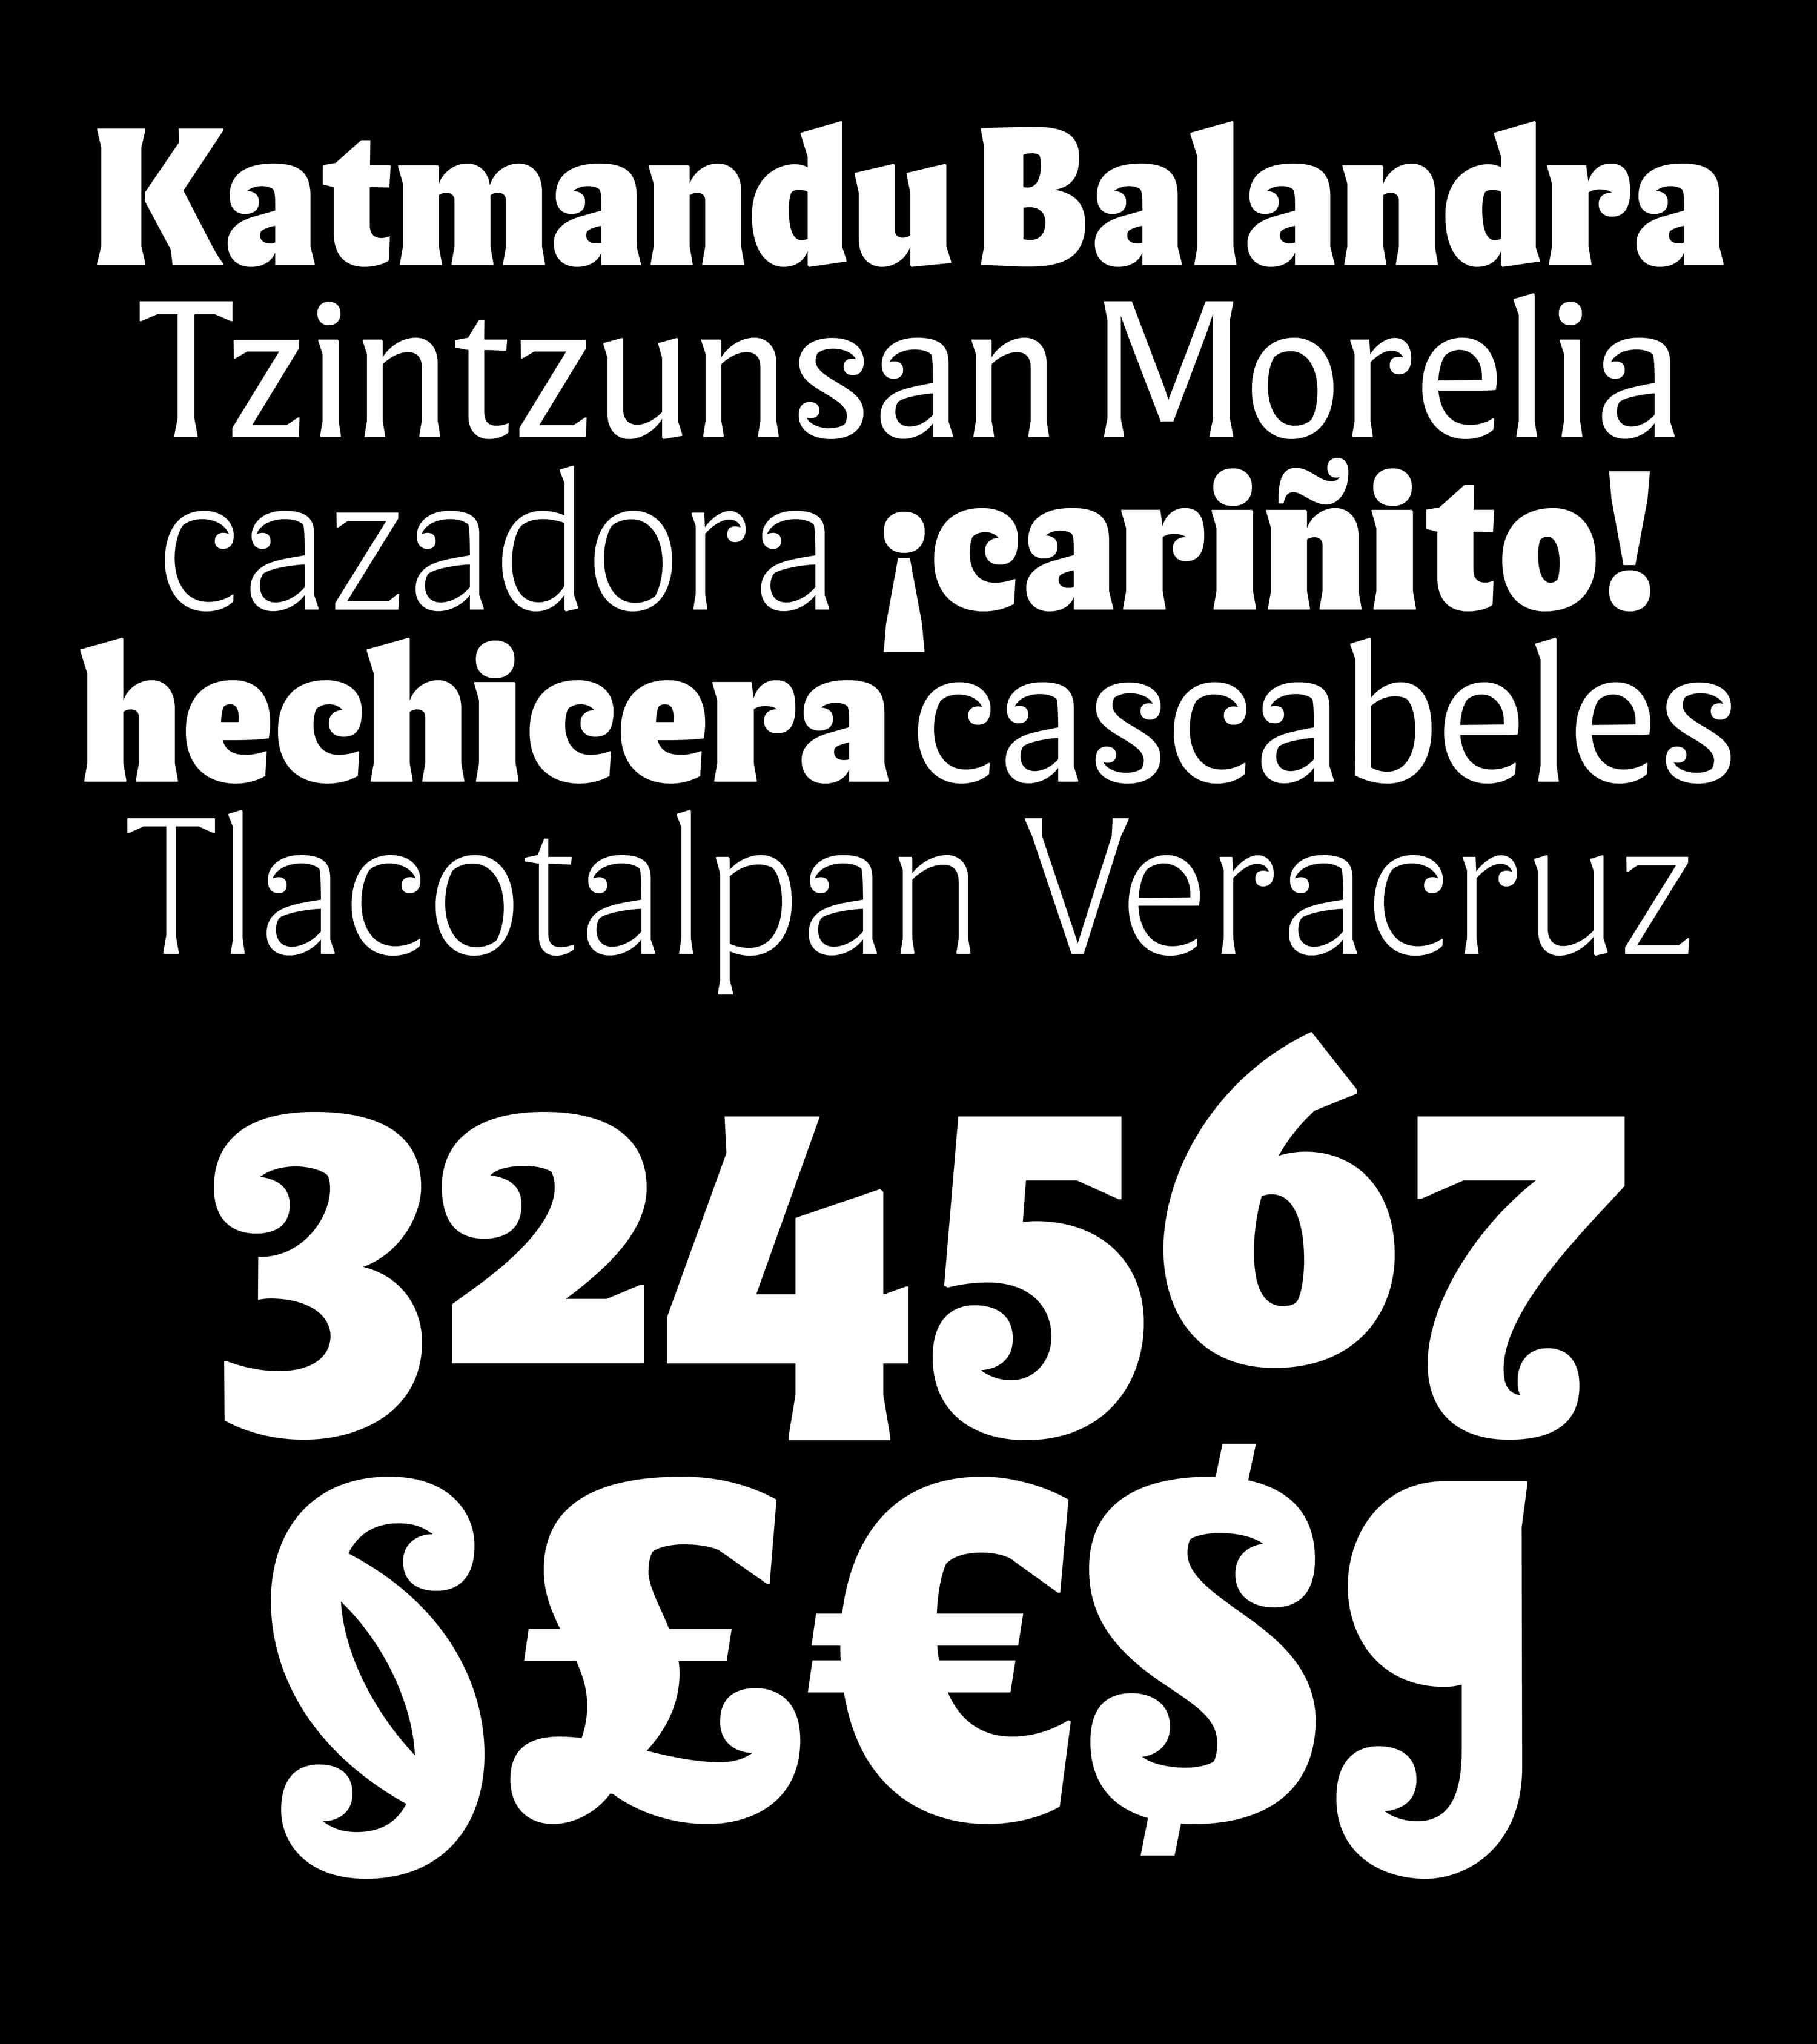 Katmandu Balandra
Tzintzunsan Morelia
cazadora ¡cariñito!
hechicera cascabeles
Tlacotalpan Veracruz
324567
§£€$¶